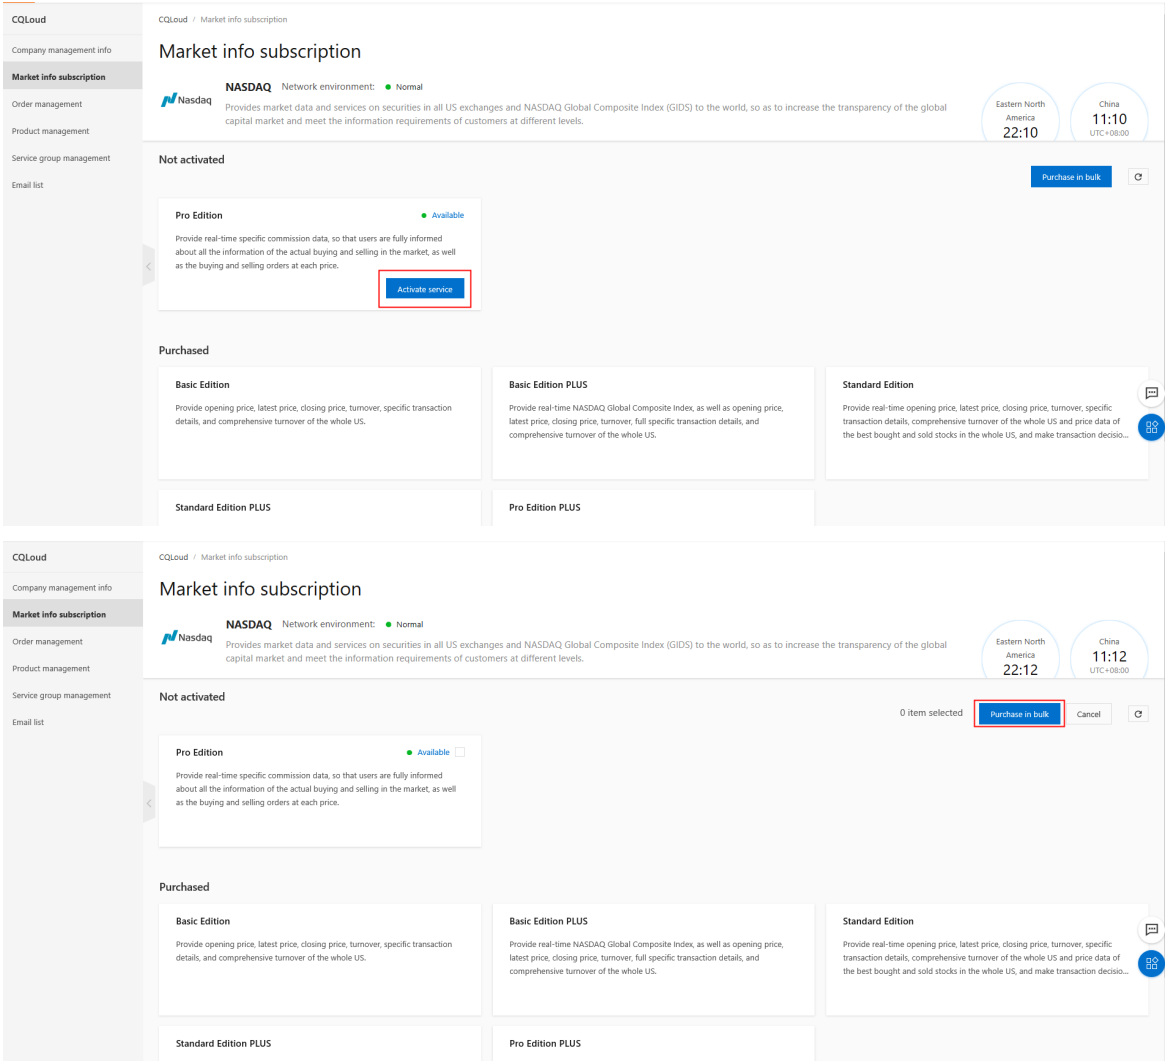 CQLoud
Company management info
Market info subscription
Order management
Product management
Service group management
Email list
CQLoud / Market info subscription
Market info subscription
Nasdaq
NASDAQ Network environment: Normal
Provides market data and services on securities in all US exchanges and NASDAQ Global Composite Index (GIDS) to the world, so as to increase the transparency of the global
capital market and meet the information requirements of customers at different levels.
Eastern North
America
22:10
China
11:10
UTC+08:00
Not activated
Purchase in bulk
Pro Edition
Available
Provide real-time specific commission data, so that users are fully informed
about all the information of the actual buying and selling in the market, as well
as the buying and selling orders at each price.
Activate service
Purchased
Basic Edition
Provide opening price, latest price, closing price, turnover, specific transaction
details, and comprehensive turnover of the whole US.
Basic Edition PLUS
Provide real-time NASDAQ Global Composite Index, as well as opening price,
latest price, closing price, turnover, full specific transaction details, and
comprehensive turnover of the whole US.
Standard Edition
Provide real-time opening price, latest price, closing price, turnover, specific
transaction details, comprehensive turnover of the whole US and price data of
the best bought and sold stocks in the whole US, and make transaction decisio...
Standard Edition PLUS
Pro Edition PLUS
CQLoud
Company management info
Market info subscription
Order management
Product management
Service group management
Email list
CQLoud / Market info subscription
Market info subscription
Nasdaq
NASDAQ Network environment: Normal
Provides market data and services on securities in all US exchanges and NASDAQ Global Composite Index (GIDS) to the world, so as to increase the transparency of the global
capital market and meet the information requirements of customers at different levels.
Eastern North
America
22:12
China
11:12
UTC+08:00
Not activated
0 item selected
Purchase in bulk
Cancel
Pro Edition
Available
Provide real-time specific commission data, so that users are fully informed
about all the information of the actual buying and selling in the market, as well
as the buying and selling orders at each price.
Purchased
Basic Edition
Provide opening price, latest price, closing price, turnover, specific transaction
details, and comprehensive turnover of the whole US.
Basic Edition PLUS
Provide real-time NASDAQ Global Composite Index, as well as opening price,
latest price, closing price, turnover, full specific transaction details, and
comprehensive turnover of the whole US.
Standard Edition
Provide real-time opening price, latest price, closing price, turnover, specific
transaction details, comprehensive turnover of the whole US and price data of
the best bought and sold stocks in the whole US, and make transaction decisio...
Standard Edition PLUS
Pro Edition PLUS